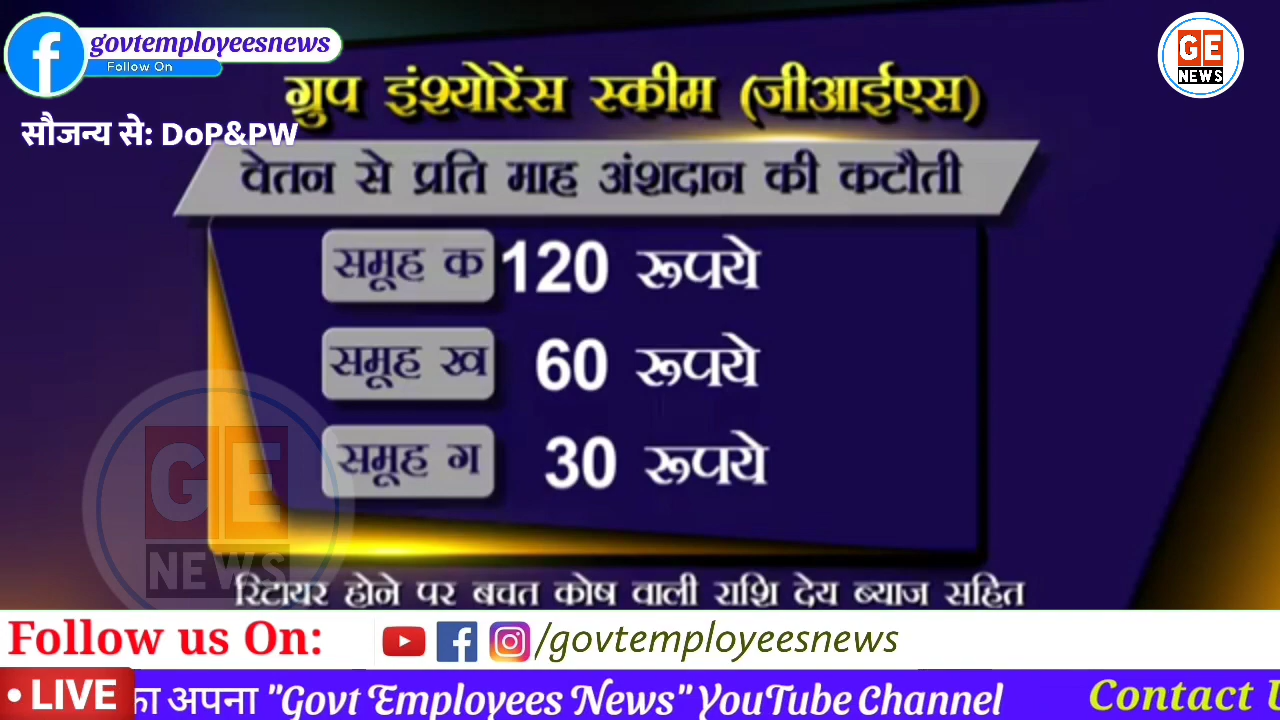 govtemployeesnews
Follow On
GE
NEWS
ग्रुप इंश्योरेंस स्कीम (जीआईएस)
सौजन्य से: DoP&PW
वेतन से प्रति माह अंशदान की कटौती
समूह क 120 रूपये
समूह ख 60 रूपये
समूह ग 30 रूपये
GE
NEWS
रिटायर होने पर बचत कोष वाली राशि देय ब्याज सहित
Follow us On: /govtemployeesnews
• LIVE का अपना "Govt Employees News" YouTube Channel Contact U